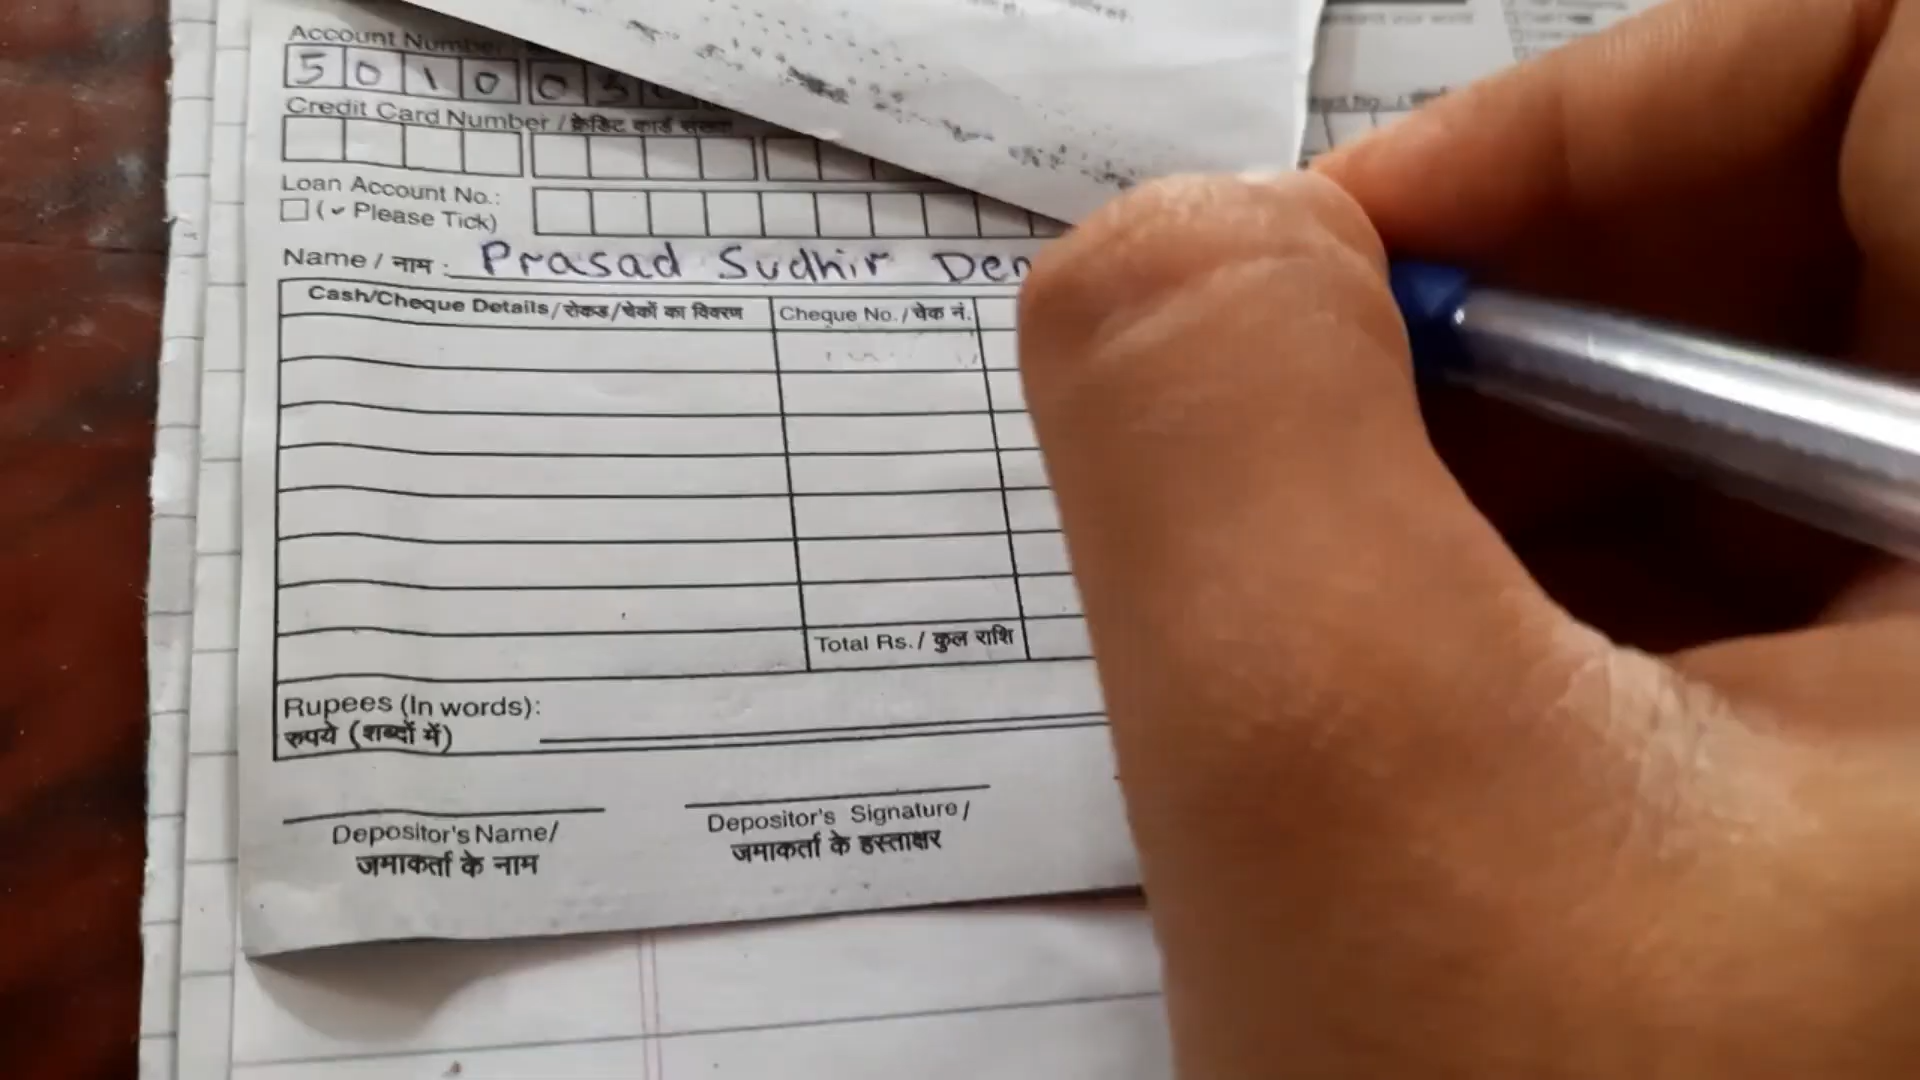 Account Number
5 0 1 0 0 3
Credit Card Number / क्रेडिट कार्ड संख्या
Loan Account No.:
(✓ Please Tick)
Name / नाम : Prasad Sudhir Den
Cash/Cheque Details/रोकड/चेकों का विवरण Cheque No./चेक नं.
Total Rs./ कुल राशि
Rupees (In words):
रुपये (शब्दों में)
Depositor's Name/ Depositor's Signature/
जमाकर्ता के नाम जमाकर्ता के हस्ताक्षर